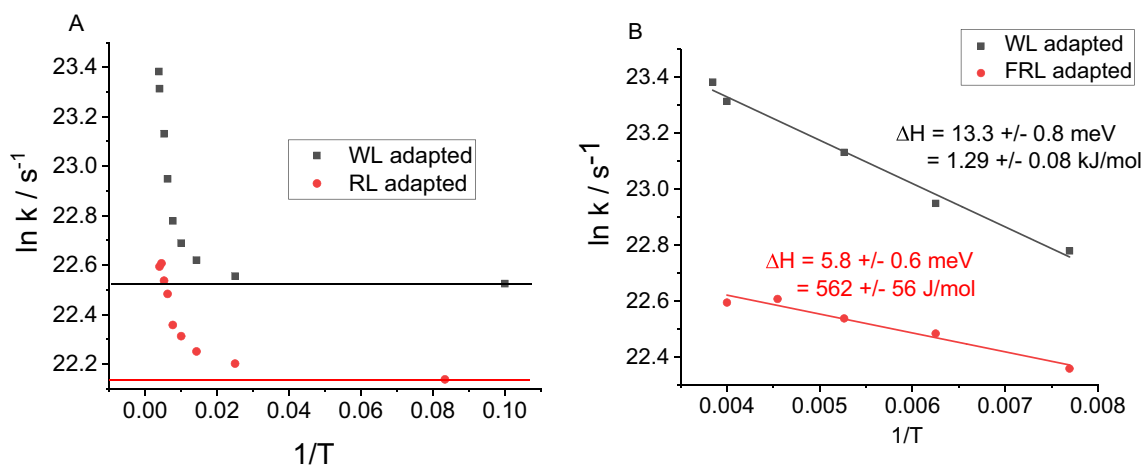 A
ln k / s⁻¹
23.4
23.2
23.0
22.8
22.6
22.4
22.2
WL adapted
RL adapted
0.00 0.02 0.04 0.06 0.08 0.10
1/T
B
ln k / s⁻¹
WL adapted
FRL adapted
23.4
23.2
23.0
22.8
22.6
22.4
ΔH = 13.3 +/- 0.8 meV
= 1.29 +/- 0.08 kJ/mol
ΔH = 5.8 +/- 0.6 meV
= 562 +/- 56 J/mol
0.004 0.005 0.006 0.007 0.008
1/T